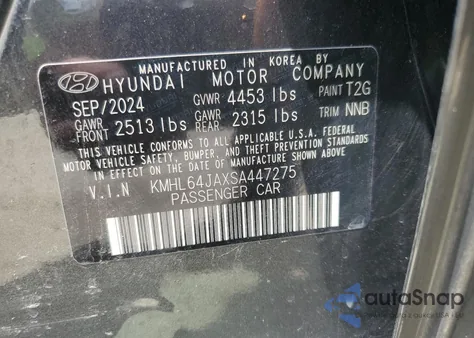 MANUFACTURED IN KOREA BY
HYUNDAI MOTOR COMPANY
SEP/2024 GVWR 4453 lbs PAINT T2G
GAWR FRONT 2513 lbs GAWR REAR 2315 lbs TRIM NNB
THIS VEHICLE CONFORMS TO ALL APPLICABLE U.S.A. FEDERAL
MOTOR VEHICLE SAFETY, BUMPER, AND THEFT PREVENTION
STANDARDS IN EFFECT ON THE DATE OF MANUFACTURE SHOWN ABOVE.
V.I.N KMHL64JAXSA447275
PASSENGER CAR
autoSnap